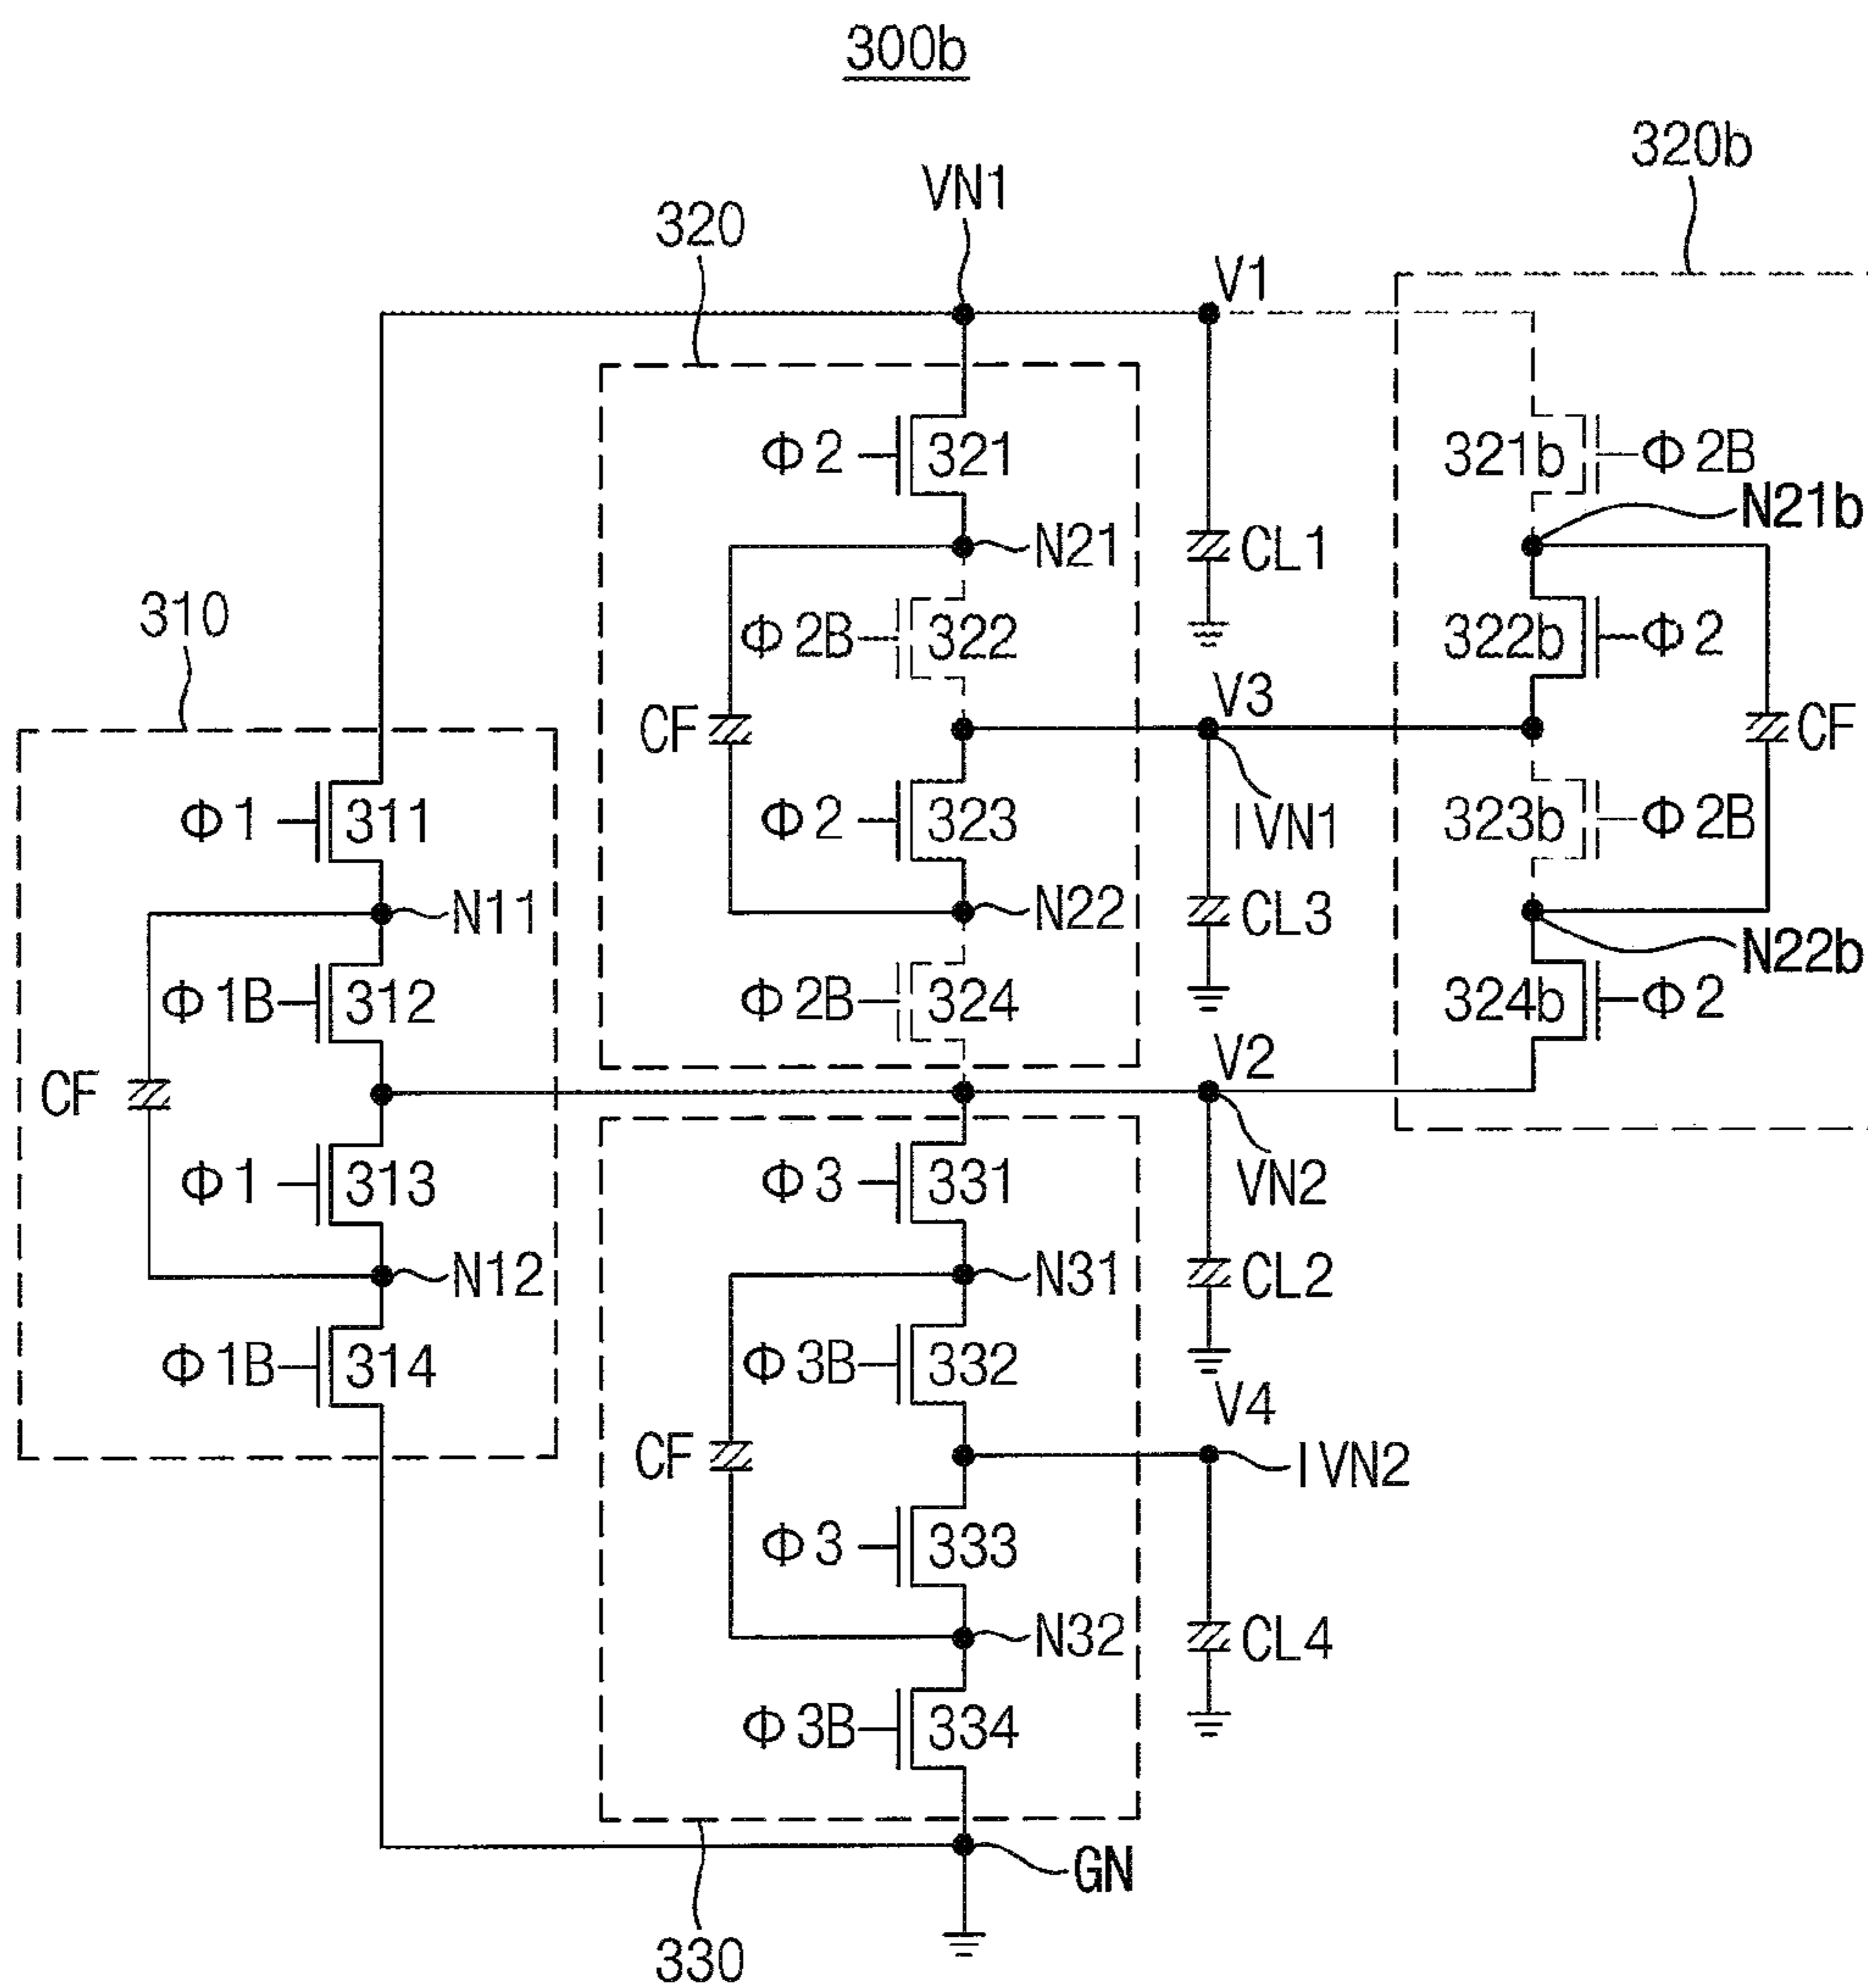 300b
320b
VN1
320
V1
Φ2
321
321b
Φ2B
N21b
N21
CL1
310
Φ2B
322
322b
Φ2
V3
CF
CF
Φ1
311
Φ2
323
IVN1
323b
Φ2B
N11
N22
CL3
N22b
Φ1B
312
Φ2B
324
324b
Φ2
V2
CF
Φ1
313
Φ3
331
VN2
N12
N31
CL2
Φ1B
314
Φ3B
332
V4
CF
IVN2
Φ3
333
N32
CL4
Φ3B
334
GN
330